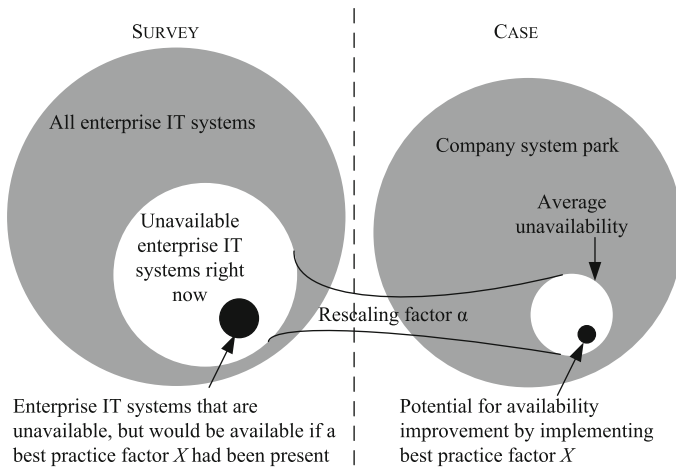 SURVEY
All enterprise IT systems
Unavailable
enterprise IT
systems right
now
Enterprise IT systems that are
unavailable, but would be available if a
best practice factor X had been present
Rescaling factor α
CASE
Company system park
Average
unavailability
Potential for availability
improvement by implementing
best practice factor X